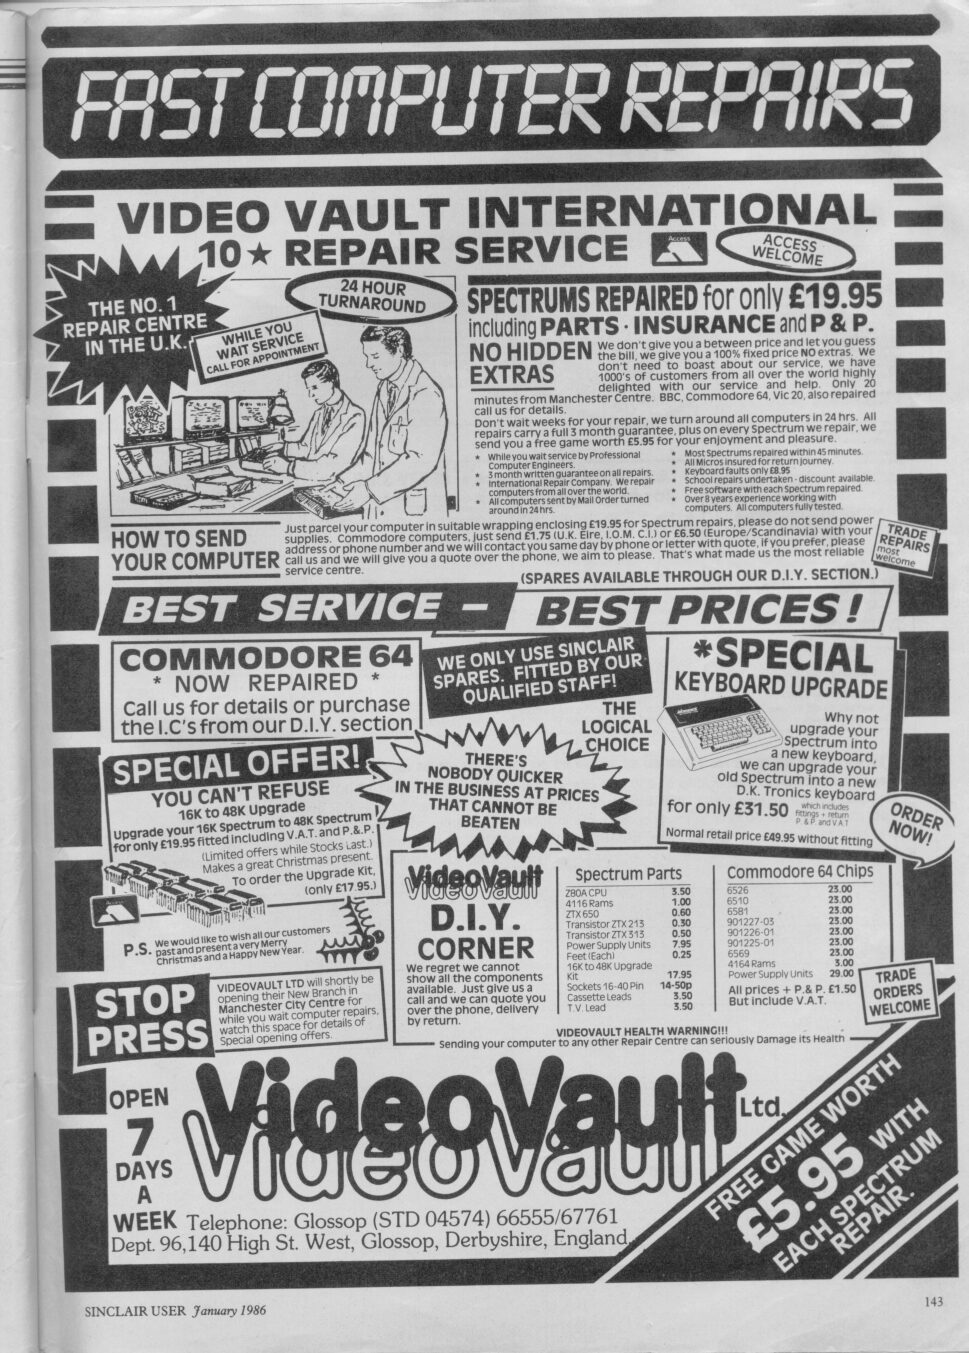 FAST COMPUTER REPAIRS
VIDEO VAULT INTERNATIONAL
10★ REPAIR SERVICE
Access
ACCESS
WELCOME
THE NO. 1
REPAIR CENTRE
IN THE U.K.
WHILE YOU
WAIT SERVICE
CALL FOR APPOINTMENT
24 HOUR
TURNAROUND
SPECTRUMS REPAIRED for only £19.95
including PARTS · INSURANCE and P & P.
NO HIDDEN
EXTRAS
We don't give you a between price and let you guess
the bill, we give you a 100% fixed price NO extras. We
don't need to boast about our service, we have
1000's of customers from all over the world highly
delighted with our service and help. Only 20
minutes from Manchester Centre. BBC, Commodore 64, Vic 20, also repaired
call us for details.
Don't wait weeks for your repair, we turn around all computers in 24 hrs. All
repairs carry a full 3 month guarantee, plus on every Spectrum we repair, we
send you a free game worth £5.95 for your enjoyment and pleasure.
★ While you wait service by Professional
Computer Engineers.
★ 3 month written guarantee on all repairs.
★ International Repair Company. We repair
computers from all over the world.
★ All computers sent by Mail Order turned
around in 24 hrs.
★ Most Spectrums repaired within 45 minutes.
★ All Micros insured for return journey.
★ Keyboard faults only £8.95
★ School repairs undertaken - discount available.
★ Free software with each Spectrum repaired.
★ Over 8 years experience working with
computers. All computers fully tested.
HOW TO SEND
YOUR COMPUTER
Just parcel your computer in suitable wrapping enclosing £19.95 for Spectrum repairs, please do not send power
supplies. Commodore computers, just send £1.75 (U.K. Eire, I.O.M. C.I.) or £6.50 (Europe/Scandinavia) with your
address or phone number and we will contact you same day by phone or letter with quote, if you prefer, please
call us and we will give you a quote over the phone, we aim to please. That's what made us the most reliable
service centre.
(SPARES AVAILABLE THROUGH OUR D.I.Y. SECTION.)
TRADE
REPAIRS
most
welcome
BEST SERVICE – BEST PRICES!
COMMODORE 64
* NOW REPAIRED *
Call us for details or purchase
the I.C's from our D.I.Y. section
WE ONLY USE SINCLAIR
SPARES. FITTED BY OUR
QUALIFIED STAFF!
THE
LOGICAL
CHOICE
THERE'S
NOBODY QUICKER
IN THE BUSINESS AT PRICES
THAT CANNOT BE
BEATEN
*SPECIAL
KEYBOARD UPGRADE
Why not
upgrade your
Spectrum into
a new keyboard,
we can upgrade your
old Spectrum into a new
D.K. Tronics keyboard
for only £31.50
which includes
fittings + return
P. & P. and V.A.T
Normal retail price £49.95 without fitting
ORDER
NOW!
SPECIAL OFFER!
YOU CAN'T REFUSE
16K to 48K Upgrade
Upgrade your 16K Spectrum to 48K Spectrum
for only £19.95 fitted including V.A.T. and P.&.P.
(Limited offers while Stocks Last.)
Makes a great Christmas present.
To order the Upgrade Kit,
(only £17.95.)
Access
P.S. We would like to wish all our customers
past and present a very Merry
Christmas and a Happy New Year.
STOP
PRESS
VIDEOVAULT LTD will shortly be
opening their New Branch in
Manchester City Centre for
while you wait computer repairs,
watch this space for details of
Special opening offers.
VideoVault
VideoVault
D.I.Y.
CORNER
We regret we cannot
show all the components
available. Just give us a
call and we can quote you
over the phone, delivery
by return.
Spectrum Parts
Z80A CPU 3.50
4116 Rams 1.00
ZTX 650 0.60
Transistor ZTX 213 0.30
Transistor ZTX 313 0.50
Power Supply Units 7.95
Feet (Each) 0.25
16K to 48K Upgrade
Kit 17.95
Sockets 16-40 Pin 14-50p
Cassette Leads 3.50
T.V. Lead 3.50
Commodore 64 Chips
6526 23.00
6510 23.00
6581 23.00
901227-03 23.00
901226-01 23.00
901225-01 23.00
6569 23.00
4164 Rams 3.00
Power Supply Units 29.00
All prices + P.& P. £1.50
But include V.A.T.
TRADE
ORDERS
WELCOME
VIDEOVAULT HEALTH WARNING!!!
Sending your computer to any other Repair Centre can seriously Damage its Health
OPEN
7
DAYS
A
WEEK
VideoVault Ltd.
VideoVault
Telephone: Glossop (STD 04574) 66555/67761
Dept. 96, 140 High St. West, Glossop, Derbyshire, England.
FREE GAME WORTH
£5.95 WITH
EACH SPECTRUM
REPAIR.
SINCLAIR USER January 1986
143